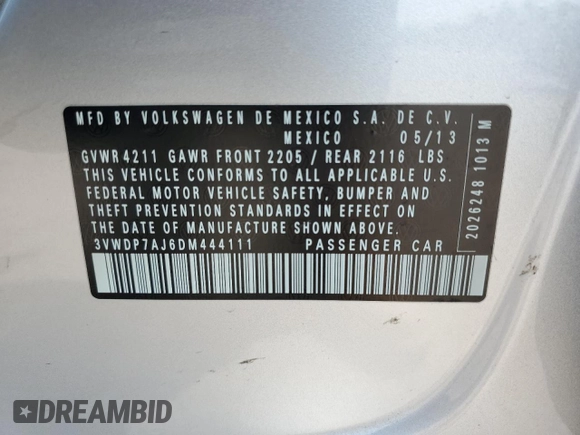 MFD BY VOLKSWAGEN DE MEXICO S.A. DE C.V.
MEXICO 05/13
GVWR 4211 GAWR FRONT 2205 / REAR 2116 LBS
THIS VEHICLE CONFORMS TO ALL APPLICABLE U.S.
FEDERAL MOTOR VEHICLE SAFETY, BUMPER AND
THEFT PREVENTION STANDARDS IN EFFECT ON
THE DATE OF MANUFACTURE SHOWN ABOVE.
3VWDP7AJ6DM444111 PASSENGER CAR
2026248 1013 M
DREAMBID